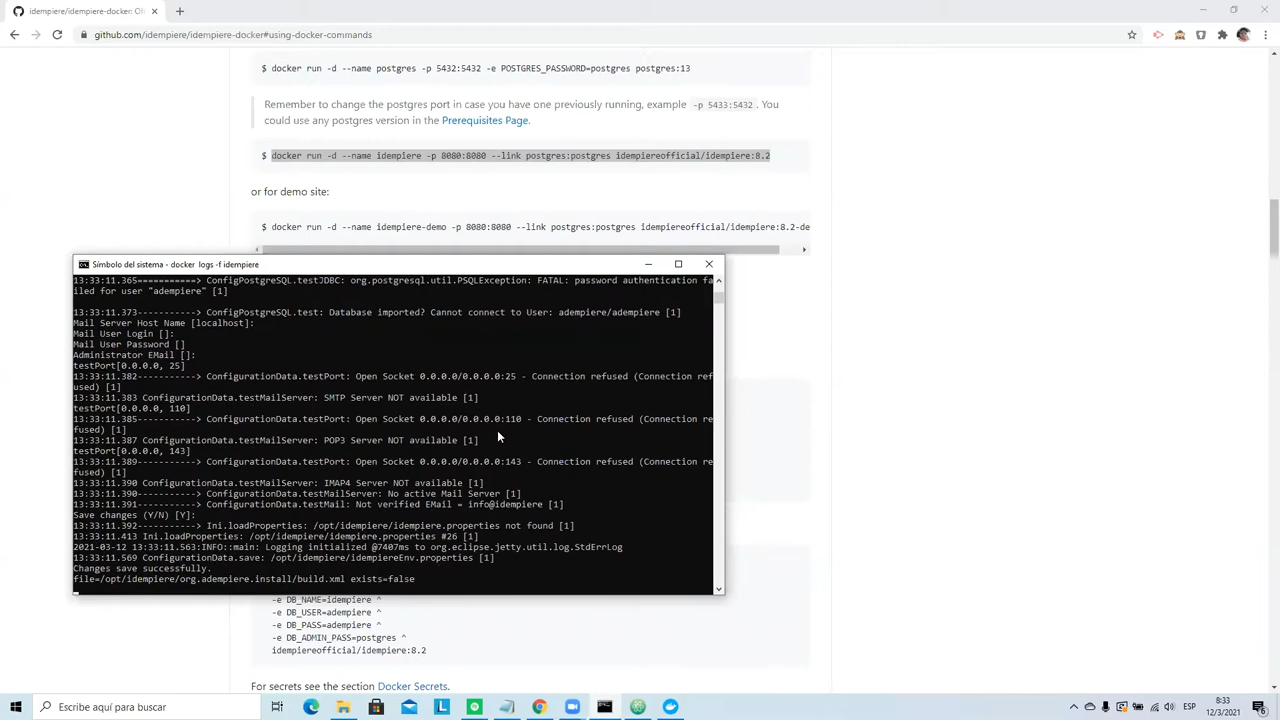 idempiere/idempiere-docker: Of
github.com/idempiere/idempiere-docker#using-docker-commands
$ docker run -d --name postgres -p 5432:5432 -e POSTGRES_PASSWORD=postgres postgres:13
Remember to change the postgres port in case you have one previously running, example -p 5433:5432 . You
could use any postgres version in the Prerequisites Page.
$ docker run -d --name idempiere -p 8080:8080 --link postgres:postgres idempiereofficial/idempiere:8.2
or for demo site:
$ docker run -d --name idempiere-demo -p 8080:8080 --link postgres:postgres idempiereofficial/idempiere:8.2-de
Símbolo del sistema - docker logs -f idempiere
13:33:11.365===========> ConfigPostgreSQL.testJDBC: org.postgresql.util.PSQLException: FATAL: password authentication fa
iled for user "adempiere" [1]
13:33:11.373-----------> ConfigPostgreSQL.test: Database imported? Cannot connect to User: adempiere/adempiere [1]
Mail Server Host Name [localhost]:
Mail User Login []:
Mail User Password []
Administrator EMail []:
testPort[0.0.0.0, 25]
13:33:11.382-----------> ConfigurationData.testPort: Open Socket 0.0.0.0/0.0.0.0:25 - Connection refused (Connection ref
used) [1]
13:33:11.383 ConfigurationData.testMailServer: SMTP Server NOT available [1]
testPort[0.0.0.0, 110]
13:33:11.385-----------> ConfigurationData.testPort: Open Socket 0.0.0.0/0.0.0.0:110 - Connection refused (Connection re
fused) [1]
13:33:11.387 ConfigurationData.testMailServer: POP3 Server NOT available [1]
testPort[0.0.0.0, 143]
13:33:11.389-----------> ConfigurationData.testPort: Open Socket 0.0.0.0/0.0.0.0:143 - Connection refused (Connection re
fused) [1]
13:33:11.390 ConfigurationData.testMailServer: IMAP4 Server NOT available [1]
13:33:11.390-----------> ConfigurationData.testMailServer: No active Mail Server [1]
13:33:11.391-----------> ConfigurationData.testMail: Not verified EMail = info@idempiere [1]
Save changes (Y/N) [Y]:
13:33:11.392-----------> Ini.loadProperties: /opt/idempiere/idempiere.properties not found [1]
13:33:11.413 Ini.loadProperties: /opt/idempiere/idempiere.properties #26 [1]
2021-03-12 13:33:11.563:INFO::main: Logging initialized @7407ms to org.eclipse.jetty.util.log.StdErrLog
13:33:11.569 ConfigurationData.save: /opt/idempiere/idempiereEnv.properties [1]
Changes save successfully.
file=/opt/idempiere/org.adempiere.install/build.xml exists=false
-e DB_NAME=idempiere ^
-e DB_USER=adempiere ^
-e DB_PASS=adempiere ^
-e DB_ADMIN_PASS=postgres ^
idempiereofficial/idempiere:8.2
For secrets see the section Docker Secrets.
Escribe aquí para buscar
ESP
8:33
12/3/2021